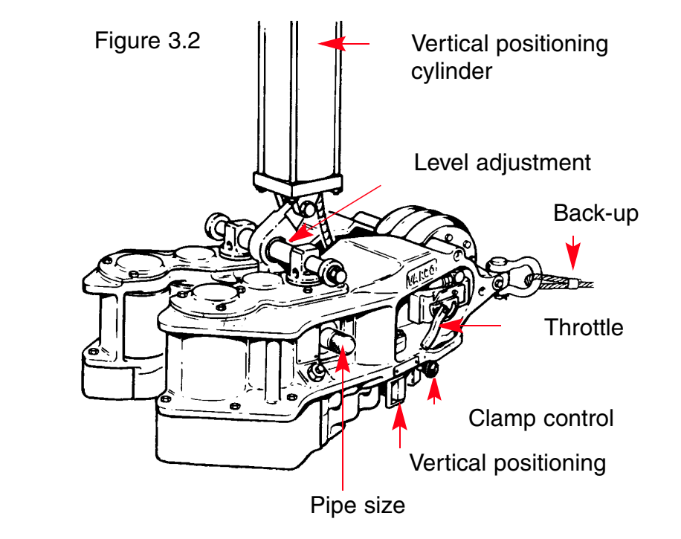 Figure 3.2
Vertical positioning
cylinder
Level adjustment
Back-up
Throttle
Clamp control
Vertical positioning
Pipe size